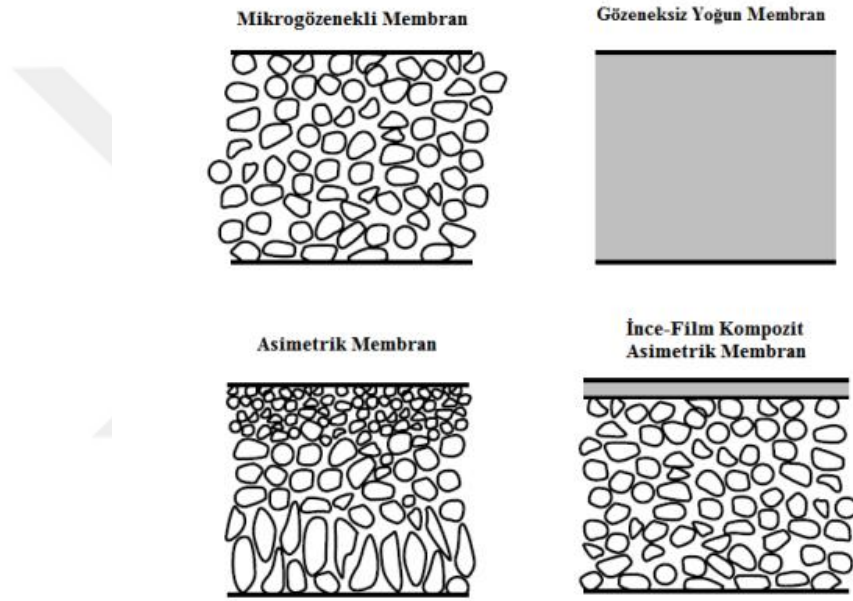 Mikrogözenekli Membran
Gözeneksiz Yoğun Membran
Asimetrik Membran
İnce-Film Kompozit
Asimetrik Membran